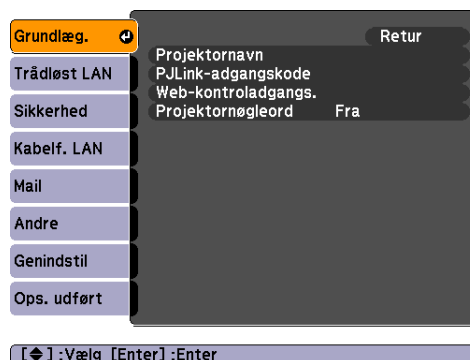 Grundlæg.
Retur
Projektornavn
PJLink-adgangskode
Web-kontroladgangs.
Projektornøgleord Fra
Trådløst LAN
Sikkerhed
Kabelf. LAN
Mail
Andre
Genindstil
Ops. udført
[◆] :Vælg [Enter] :Enter